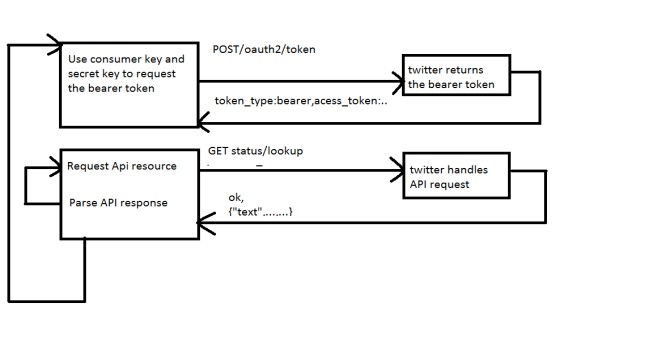 POST/oauth2/token
Use consumer key and
secret key to request
the bearer token
twitter returns
the bearer token
token_type:bearer,acess_token:..
GET status/lookup
Request Api resource
twitter handles
API request
Parse API response
ok,
{"text".......}